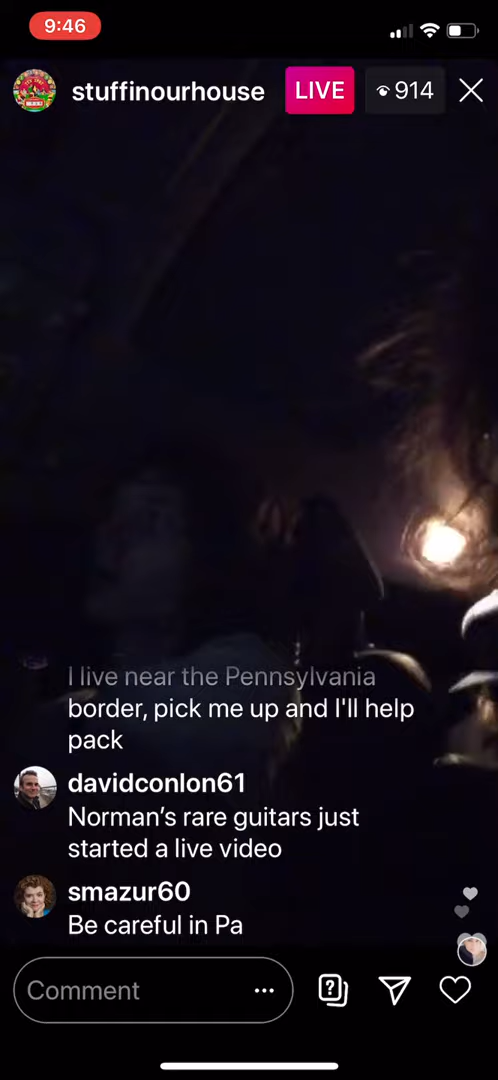 9:46
stuffinourhouse LIVE 914
I live near the Pennsylvania
border, pick me up and I'll help
pack
davidconlon61
Norman’s rare guitars just
started a live video
smazur60
Be careful in Pa
Comment ...